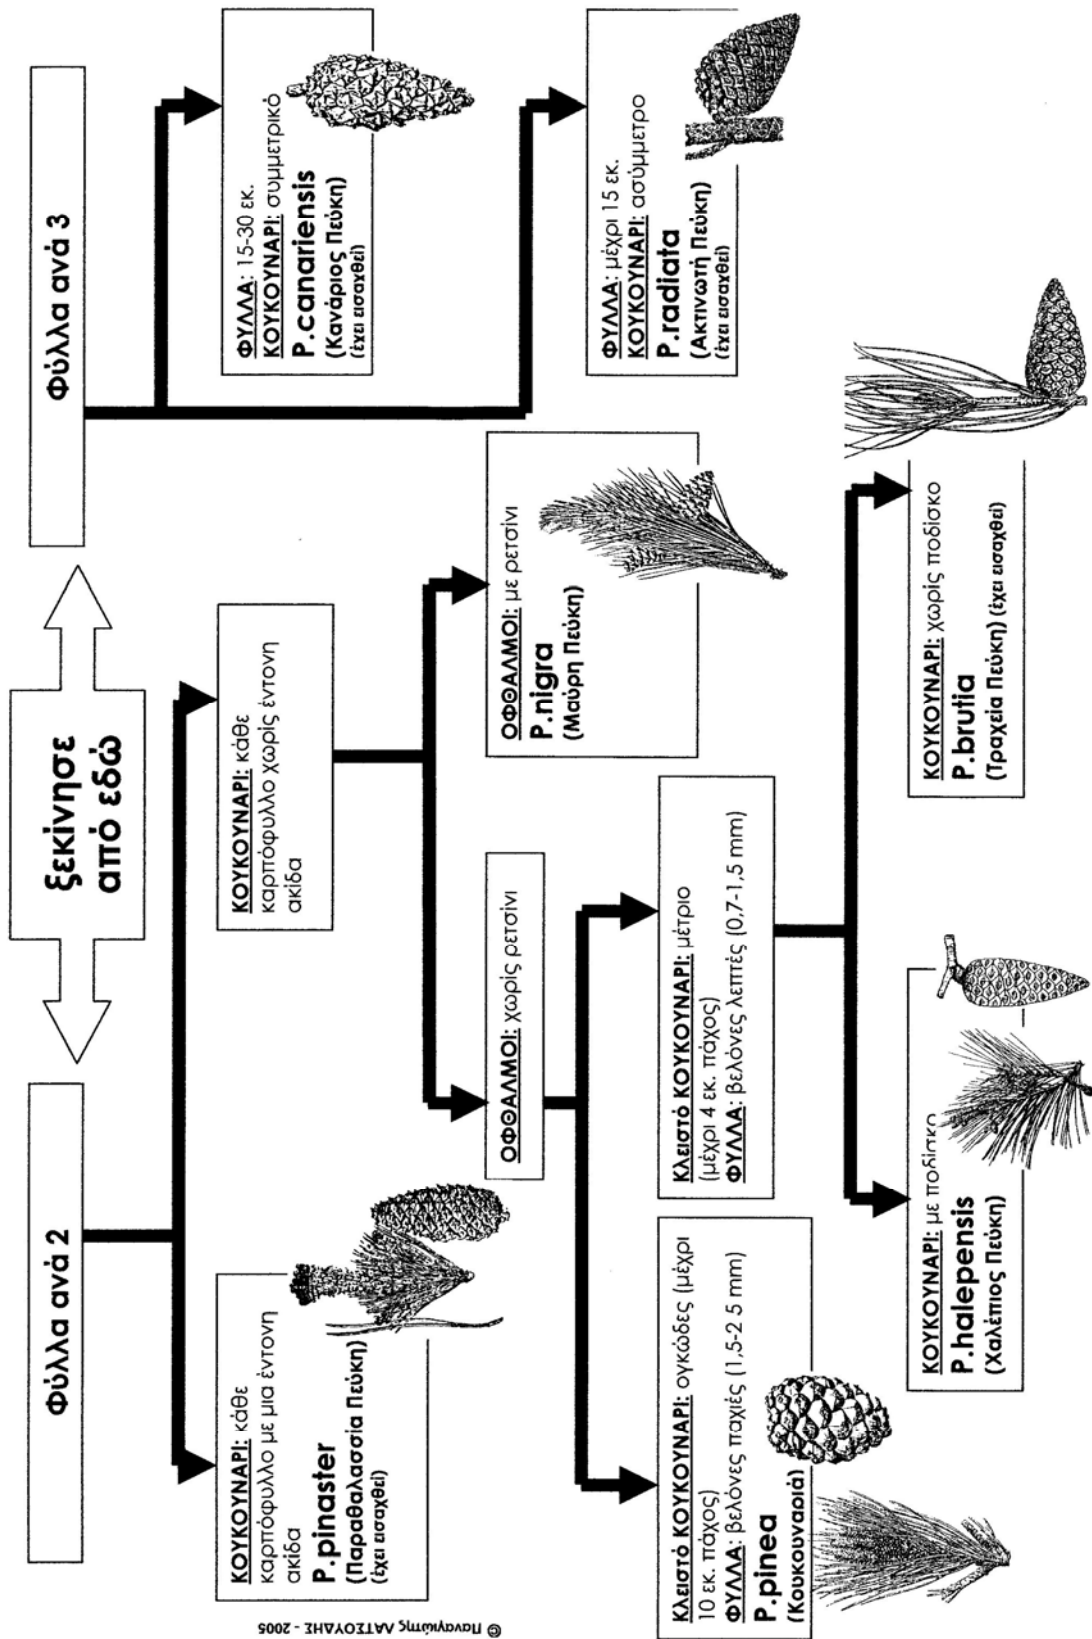 ξεκίνησε
από εδώ
Φύλλα ανά 2
Φύλλα ανά 3
ΚΟΥΚΟΥΝΑΡΙ: κάθε
καρπόφυλλο με μια έντονη
ακίδα
P.pinaster
(Παραθαλασσία Πεύκη)
(έχει εισαχθεί)
ΚΟΥΚΟΥΝΑΡΙ: κάθε
καρπόφυλλο χωρίς έντονη
ακίδα
ΦΥΛΛΑ: 15-30 εκ.
ΚΟΥΚΟΥΝΑΡΙ: συμμετρικό
P.canariensis
(Κανάριος Πεύκη)
(έχει εισαχθεί)
ΟΦΘΑΛΜΟΙ: χωρίς ρετσίνι
ΟΦΘΑΛΜΟΙ: με ρετσίνι
P.nigra
(Μαύρη Πεύκη)
ΦΥΛΛΑ: μέχρι 15 εκ.
ΚΟΥΚΟΥΝΑΡΙ: ασύμμετρο
P.radiata
(Ακτινωτή Πεύκη)
(έχει εισαχθεί)
Κλειστό ΚΟΥΚΟΥΝΑΡΙ: ογκώδες (μέχρι
10 εκ. πάχος)
ΦΥΛΛΑ: βελόνες παχιές (1,5-2 5 mm)
P.pinea
(Κουκουναριά)
Κλειστό ΚΟΥΚΟΥΝΑΡΙ: μέτριο
(μέχρι 4 εκ. πάχος)
ΦΥΛΛΑ: βελόνες λεπτές (0,7-1,5 mm)
ΚΟΥΚΟΥΝΑΡΙ: με ποδίσκο
P.halepensis
(Χαλέπιος Πεύκη)
ΚΟΥΚΟΥΝΑΡΙ: χωρίς ποδίσκο
P.brutia
(Τραχεία Πεύκη) (έχει εισαχθεί)
© Παναγιώτης ΛΑΤΣΟΥΔΗΣ - 2005